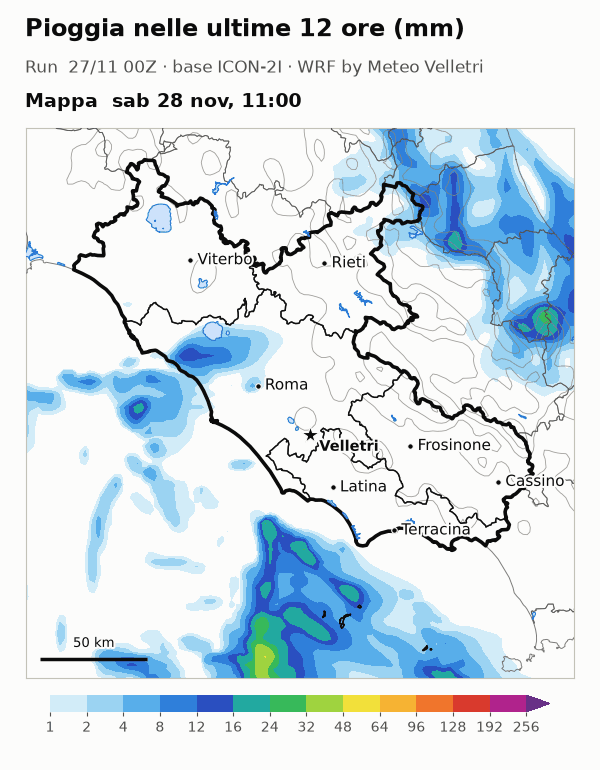 Pioggia nelle ultime 12 ore (mm)
Run  27/11 00Z · base ICON-2I · WRF by Meteo Velletri
Mappa  sab 28 nov, 11:00
Viterbo
Rieti
Roma
Velletri
Frosinone
Cassino
Latina
Terracina
50 km
1 2 4 8 12 16 24 32 48 64 96 128 192 256